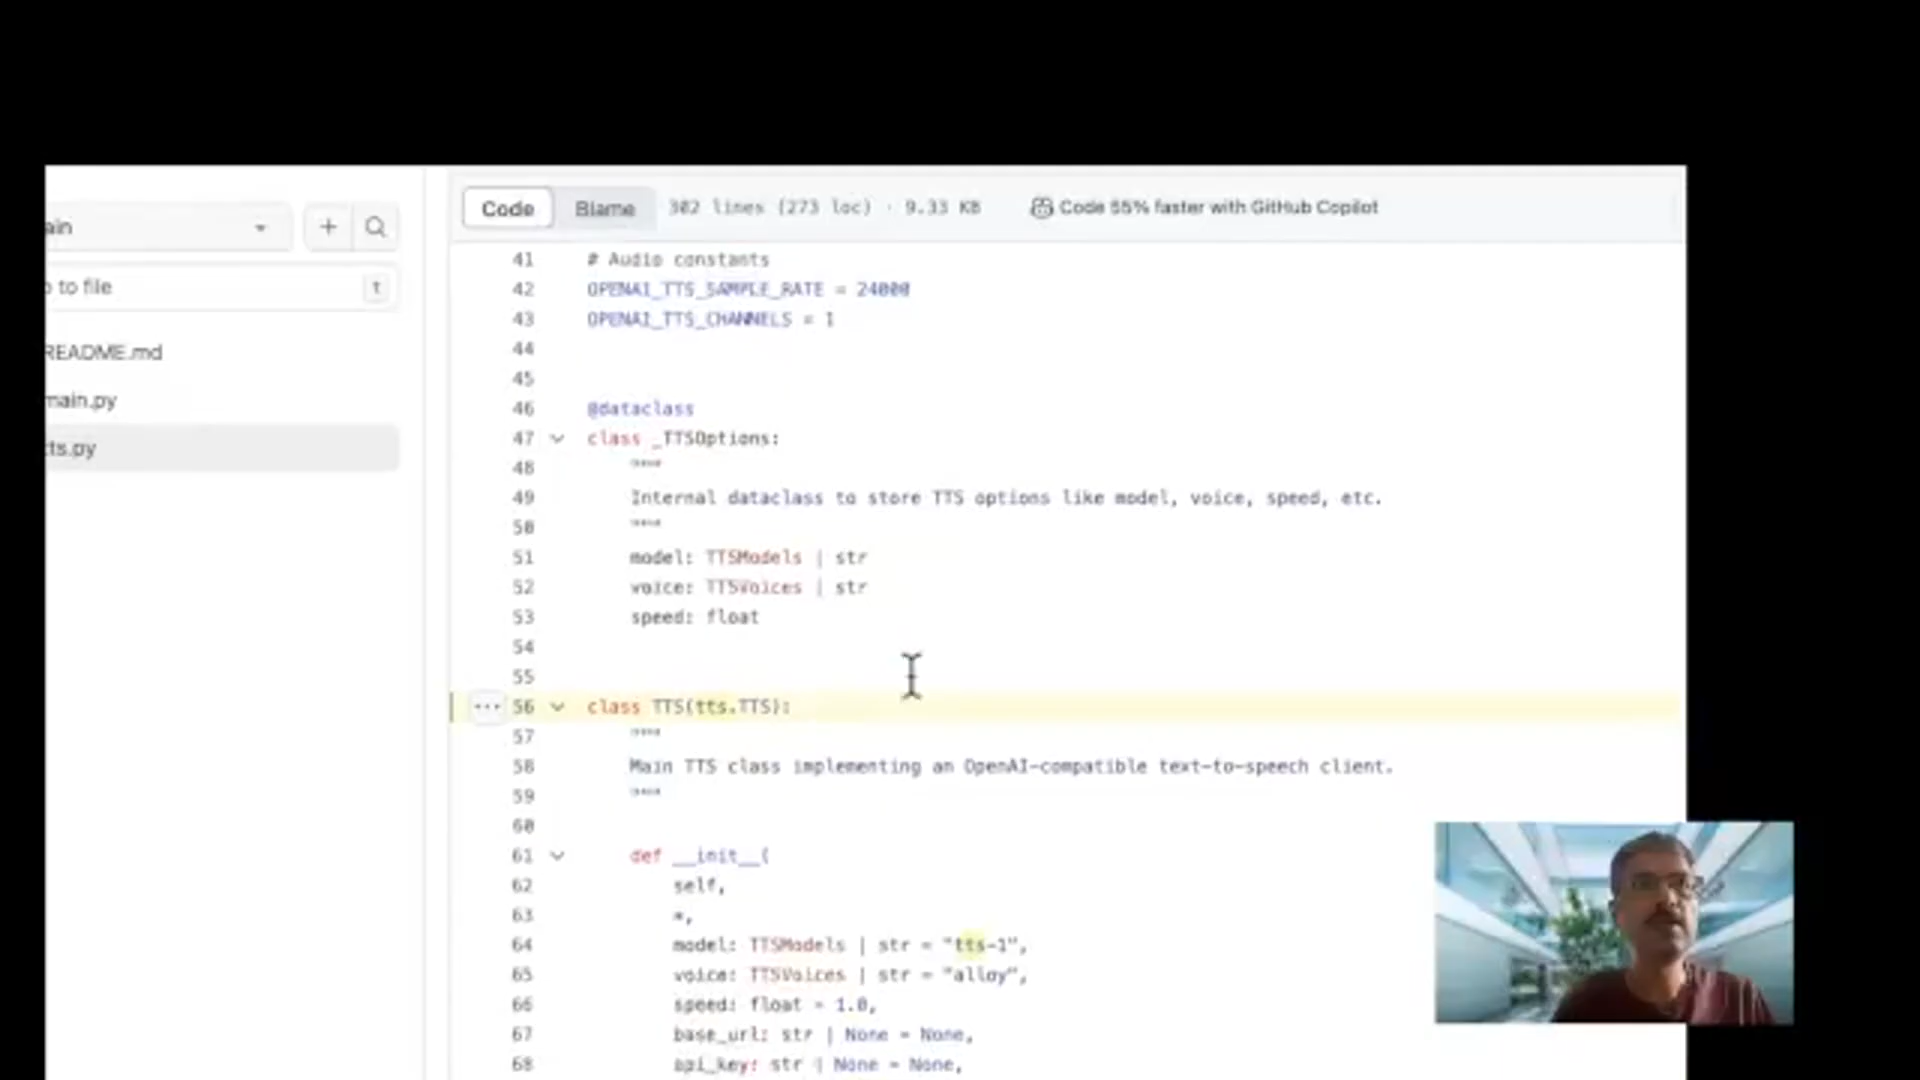 ain
+
Code Blame 302 lines (273 loc) · 9.33 KB Code 55% faster with GitHub Copilot
o to file t
README.md
main.py
tts.py
41 # Audio constants
42 OPENAI_TTS_SAMPLE_RATE = 24000
43 OPENAI_TTS_CHANNELS = 1
44
45
46 @dataclass
47 class _TTSOptions:
48 """
49 Internal dataclass to store TTS options like model, voice, speed, etc.
50 """
51 model: TTSModels | str
52 voice: TTSVoices | str
53 speed: float
54
55
... 56 class TTS(tts.TTS):
57 """
58 Main TTS class implementing an OpenAI-compatible text-to-speech client.
59 """
60
61 def __init__(
62 self,
63 *,
64 model: TTSModels | str = "tts-1",
65 voice: TTSVoices | str = "alloy",
66 speed: float = 1.0,
67 base_url: str | None = None,
68 api_key: str | None = None,